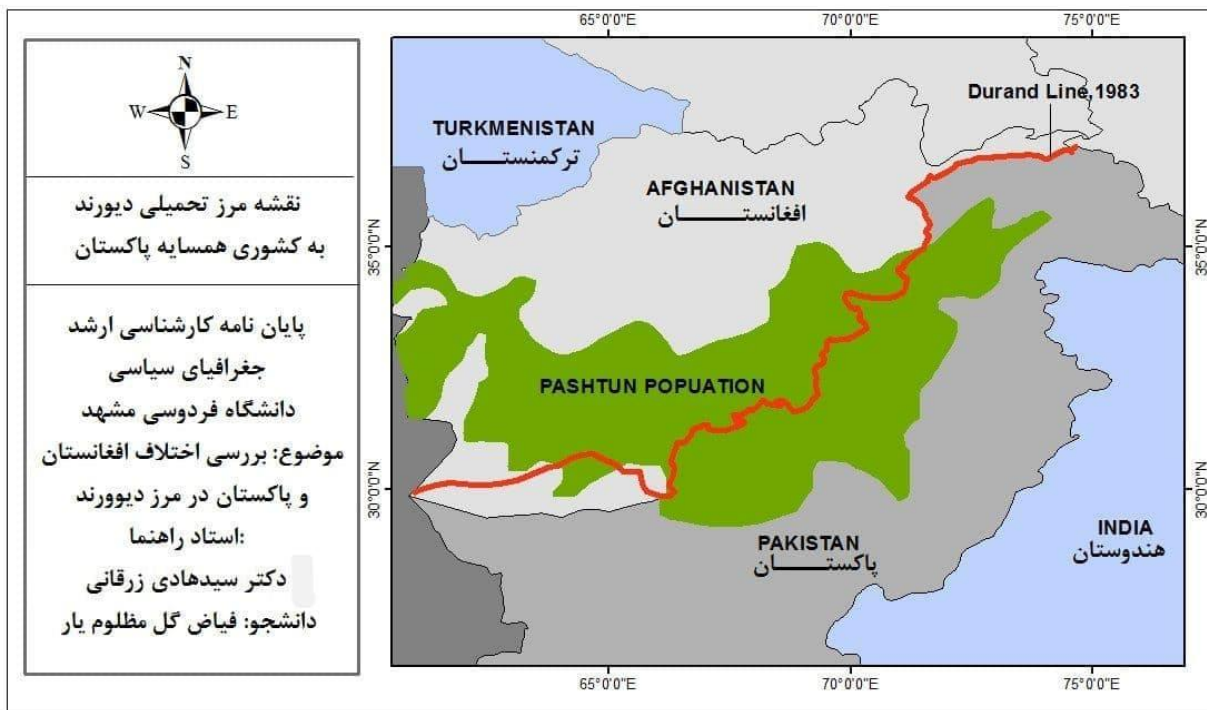 N
W E
S
نقشه مرز تحمیلی دیورند
به کشوری همسایه پاکستان
پایان نامه کارشناسی ارشد
جغرافیای سیاسی
دانشگاه فردوسی مشهد
موضوع: بررسی اختلاف افغانستان
و پاکستان در مرز دیوورند
استاد راهنما:
دکتر سیدهادی زرقانی
دانشجو: فیاض گل مظلوم یار
65°0'0"E 70°0'0"E 75°0'0"E
Durand Line,1983
TURKMENISTAN
ترکمنستــــان
AFGHANISTAN
افغانستــــــان
35°0'0"N 35°0'0"N
PASHTUN POPUATION
30°0'0"N 30°0'0"N
INDIA
هندوستان
PAKISTAN
پاکستــــــان
65°0'0"E 70°0'0"E 75°0'0"E